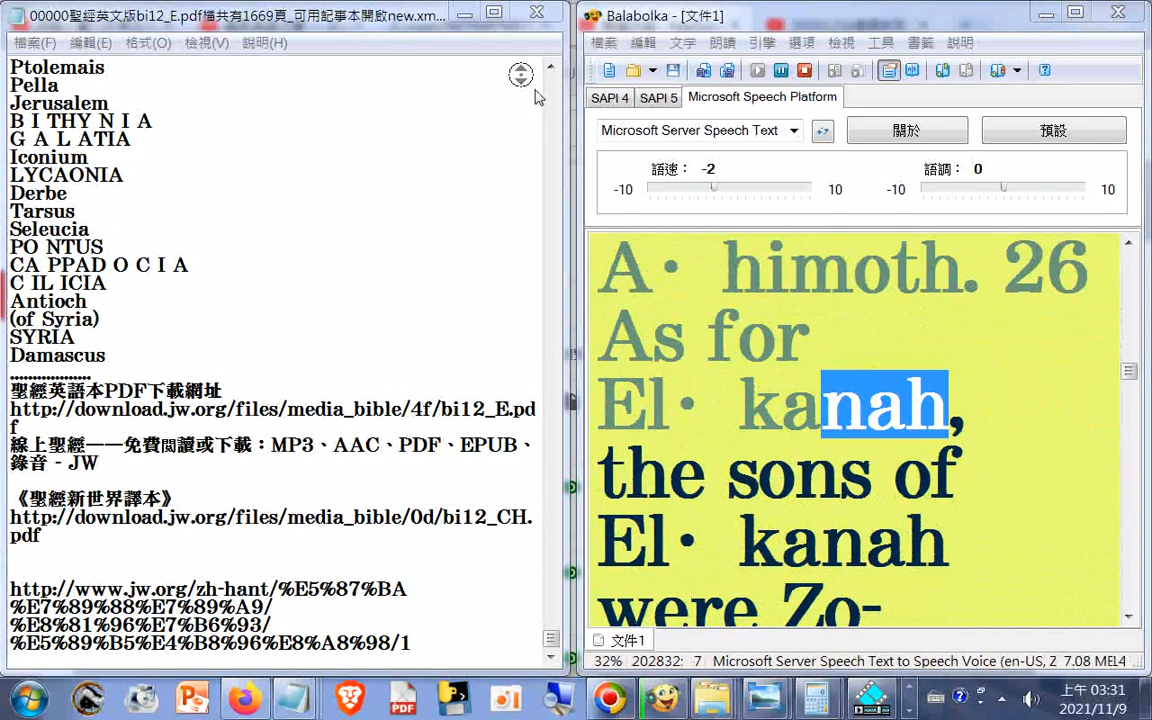 00000聖經英文版bi12_E.pdf檔共有1669頁_可用記事本開啟new.xm...
檔案(F) 編輯(E) 格式(O) 檢視(V) 說明(H)
Ptolemais
Pella
Jerusalem
B I THY N I A
G A L ATIA
Iconium
LYCAONIA
Derbe
Tarsus
Seleucia
PO NTUS
CA PPAD O C I A
C IL ICIA
Antioch
(of Syria)
SYRIA
Damascus
..................
聖經英語本PDF下載網址
http://download.jw.org/files/media_bible/4f/bi12_E.pd
f
線上聖經——免費閱讀或下載：MP3、AAC、PDF、EPUB、
錄音 - JW
《聖經新世界譯本》
http://download.jw.org/files/media_bible/0d/bi12_CH.
pdf
http://www.jw.org/zh-hant/%E5%87%BA
%E7%89%88%E7%89%A9/
%E8%81%96%E7%B6%93/
%E5%89%B5%E4%B8%96%E8%A8%98/1
Balabolka - [文件1]
檔案 編輯 文字 朗讀 引擎 選項 檢視 工具 書籤 說明
SAPI 4 SAPI 5 Microsoft Speech Platform
Microsoft Server Speech Text 關於 預設
語速： -2 語調： 0
-10 10 -10 10
A· himoth. 26
As for
El· kanah,
the sons of
El· kanah
were Zo-
文件1
32% 202832: 7 Microsoft Server Speech Text to Speech Voice (en-US, Z 7.08 MB
PDF
上午 03:31
2021/11/9